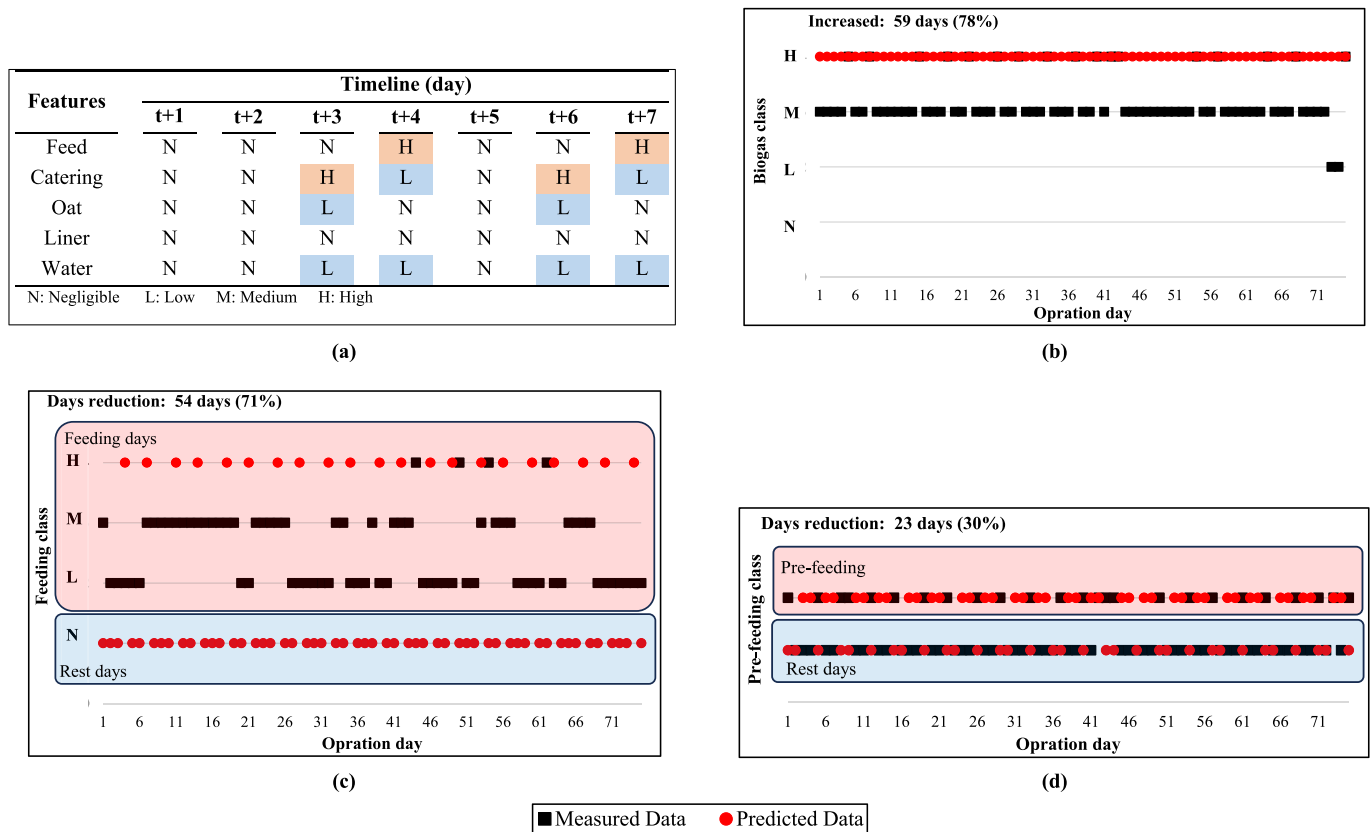 Features
Timeline (day)
t+1 t+2 t+3 t+4 t+5 t+6 t+7
Feed N N N H N N H
Catering N N H L N H L
Oat N N L N N L N
Liner N N N N N N N
Water N N L L N L L
N: Negligible L: Low M: Medium H: High
(a)
Increased: 59 days (78%)
Biogas class
H
M
L
N
1 6 11 16 21 26 31 36 41 46 51 56 61 66 71
Opration day
(b)
Days reduction: 54 days (71%)
Feeding days
Feeding class
H
M
L
N
Rest days
1 6 11 16 21 26 31 36 41 46 51 56 61 66 71
Opration day
(c)
Days reduction: 23 days (30%)
Pre-feeding class
Pre-feeding
Rest days
1 6 11 16 21 26 31 36 41 46 51 56 61 66 71
Opration day
(d)
Measured Data Predicted Data